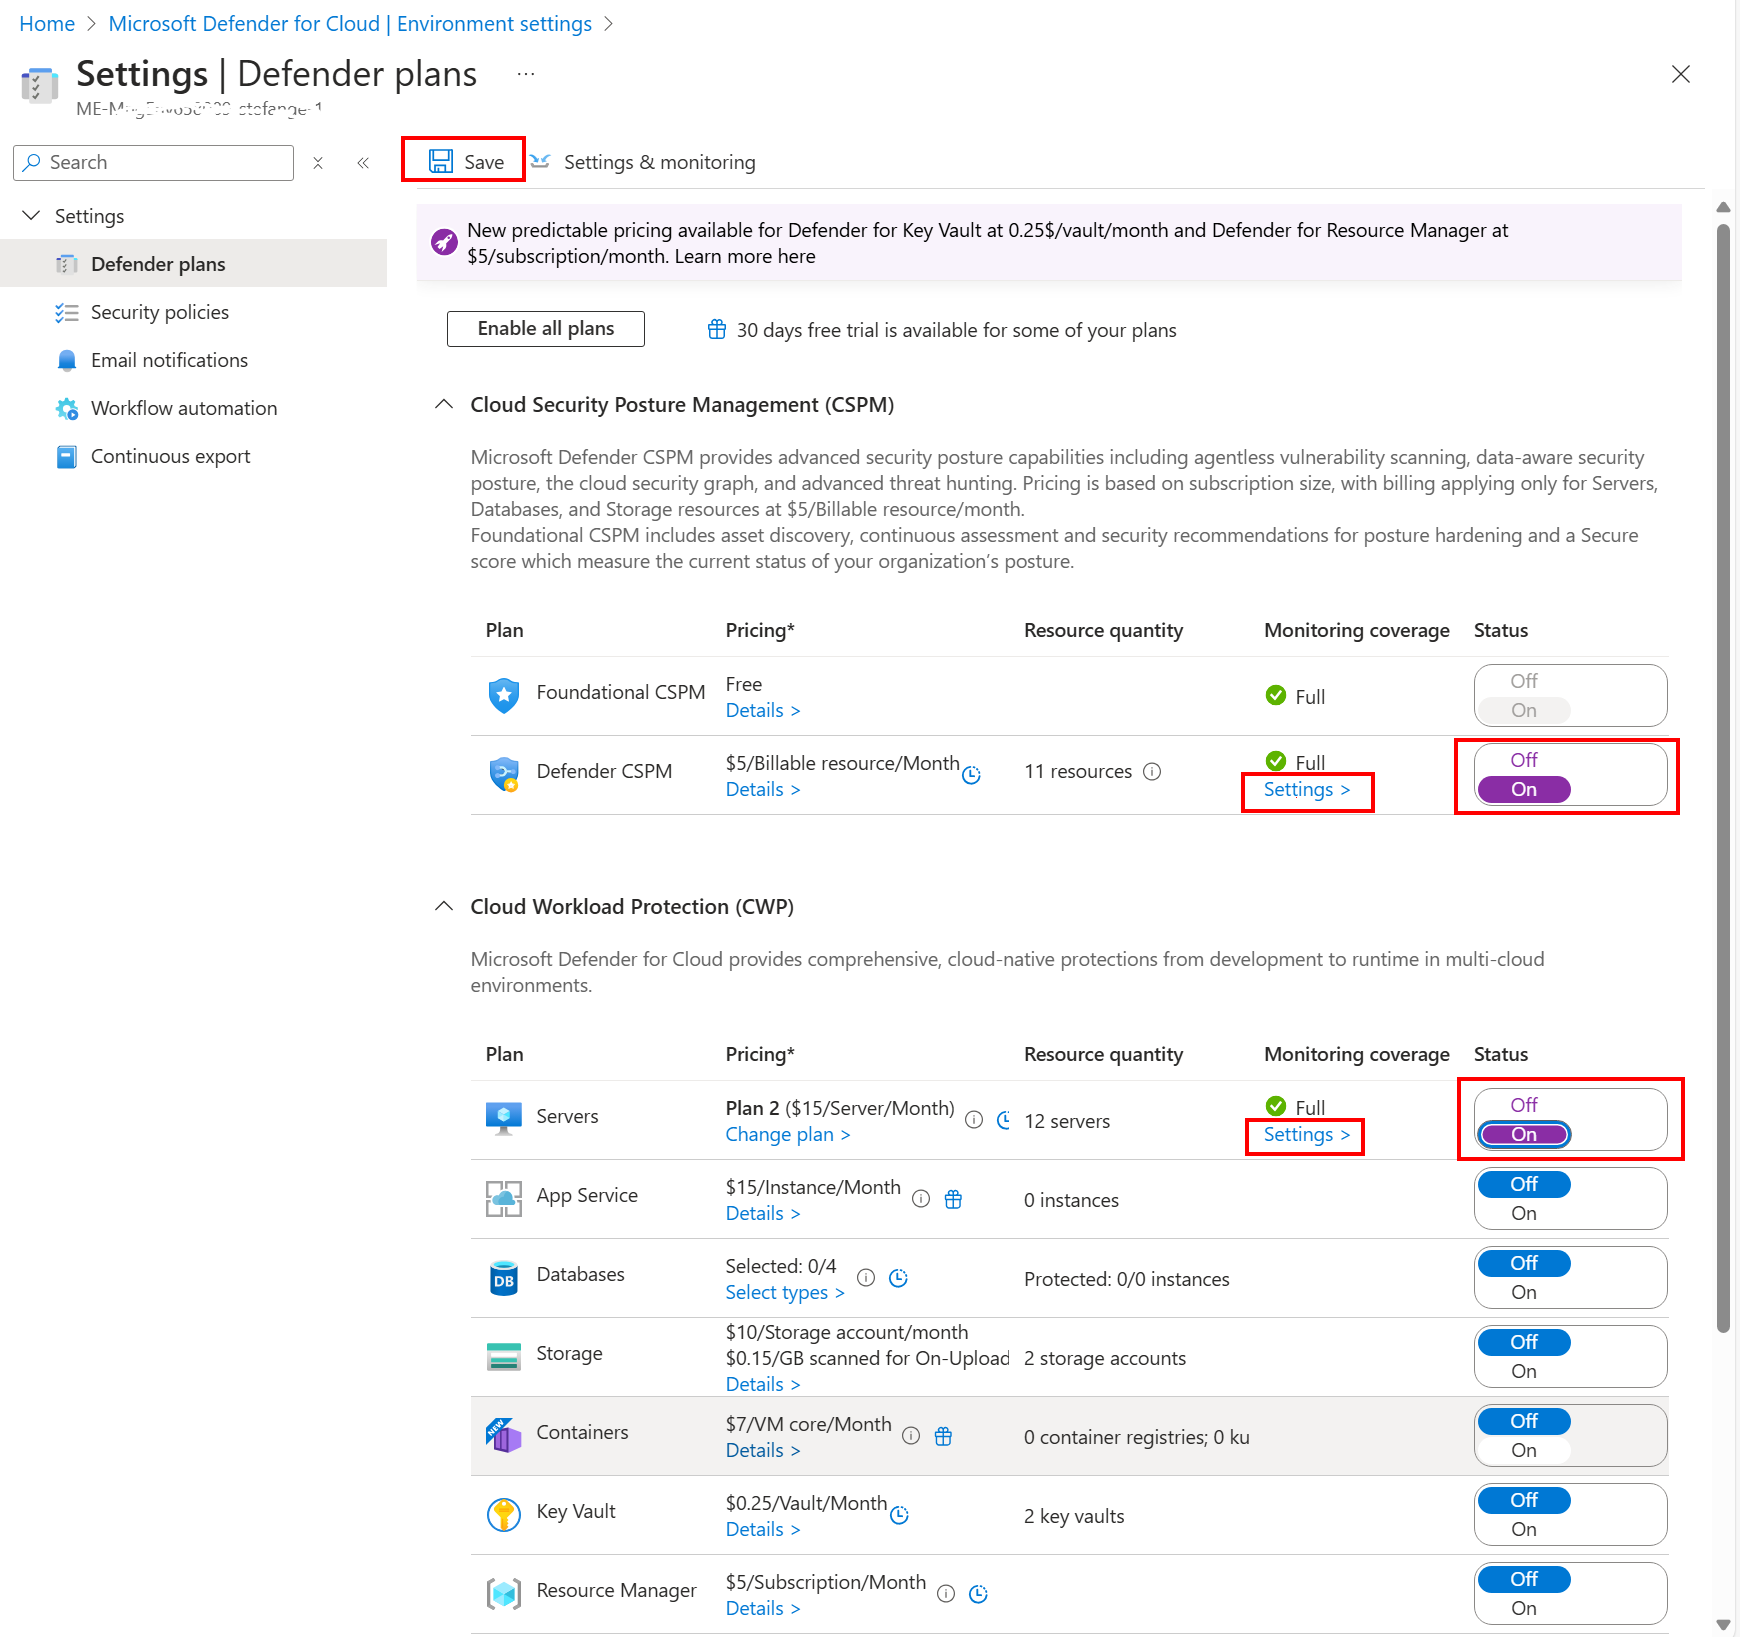 Home > Microsoft Defender for Cloud | Environment settings >
Settings | Defender plans ...
Search
Save
Settings & monitoring
Settings
Defender plans
Security policies
Email notifications
Workflow automation
Continuous export
New predictable pricing available for Defender for Key Vault at 0.25$/vault/month and Defender for Resource Manager at
$5/subscription/month. Learn more here
Enable all plans
30 days free trial is available for some of your plans
Cloud Security Posture Management (CSPM)
Microsoft Defender CSPM provides advanced security posture capabilities including agentless vulnerability scanning, data-aware security
posture, the cloud security graph, and advanced threat hunting. Pricing is based on subscription size, with billing applying only for Servers,
Databases, and Storage resources at $5/Billable resource/month.
Foundational CSPM includes asset discovery, continuous assessment and security recommendations for posture hardening and a Secure
score which measure the current status of your organization’s posture.
Plan Pricing* Resource quantity Monitoring coverage Status
Foundational CSPM
Free
Details >
Full
Off
On
Defender CSPM
$5/Billable resource/Month
Details >
11 resources
Full
Settings >
Off
On
Cloud Workload Protection (CWP)
Microsoft Defender for Cloud provides comprehensive, cloud-native protections from development to runtime in multi-cloud
environments.
Plan Pricing* Resource quantity Monitoring coverage Status
Servers
Plan 2 ($15/Server/Month)
Change plan >
12 servers
Full
Settings >
Off
On
App Service
$15/Instance/Month
Details >
0 instances
Off
On
DB
Databases
Selected: 0/4
Select types >
Protected: 0/0 instances
Off
On
Storage
$10/Storage account/month
$0.15/GB scanned for On-Upload
Details >
2 storage accounts
Off
On
NEW
Containers
$7/VM core/Month
Details >
0 container registries; 0 ku
Off
On
Key Vault
$0.25/Vault/Month
Details >
2 key vaults
Off
On
Resource Manager
$5/Subscription/Month
Details >
Off
On